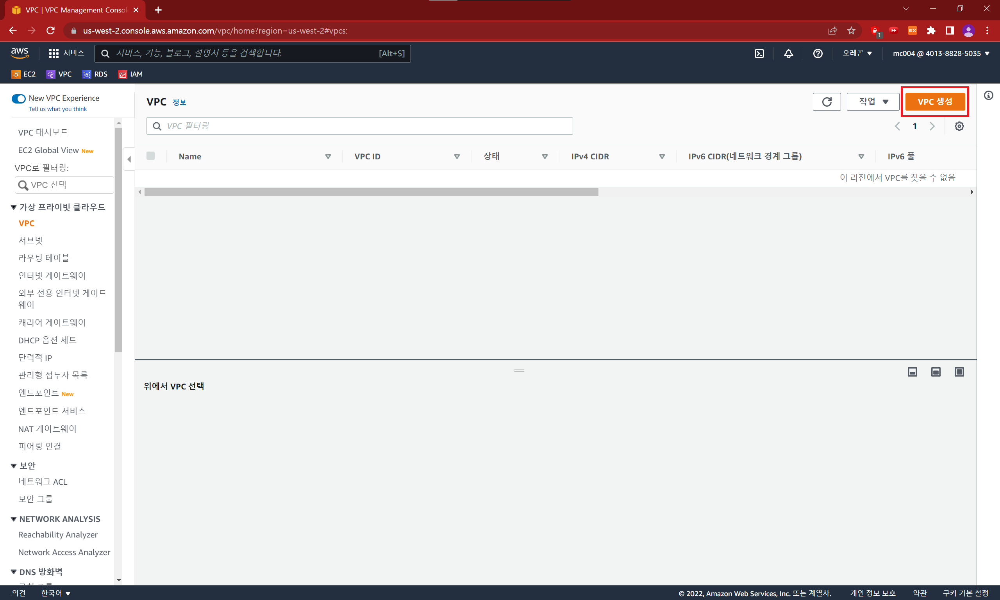 VPC | VPC Management Consol
us-west-2.console.aws.amazon.com/vpc/home?region=us-west-2#vpcs:
1
EX
aws
서비스
서비스, 기능, 블로그, 설명서 등을 검색합니다.
[Alt+S]
오레곤
mc004 @ 4013-8828-5035
EC2
VPC
RDS
IAM
New VPC Experience
Tell us what you think
VPC 대시보드
EC2 Global View New
VPC로 필터링:
VPC 선택
가상 프라이빗 클라우드
VPC
서브넷
라우팅 테이블
인터넷 게이트웨이
외부 전용 인터넷 게이트
웨이
캐리어 게이트웨이
DHCP 옵션 세트
탄력적 IP
관리형 접두사 목록
엔드포인트 New
엔드포인트 서비스
NAT 게이트웨이
피어링 연결
보안
네트워크 ACL
보안 그룹
NETWORK ANALYSIS
Reachability Analyzer
Network Access Analyzer
DNS 방화벽
VPC 정보
작업
VPC 생성
VPC 필터링
1
Name
VPC ID
상태
IPv4 CIDR
IPv6 CIDR(네트워크 경계 그룹)
IPv6 풀
이 리전에서 VPC를 찾을 수 없음
위에서 VPC 선택
의견
한국어
© 2022, Amazon Web Services, Inc. 또는 계열사.
개인 정보 보호
약관
쿠키 기본 설정